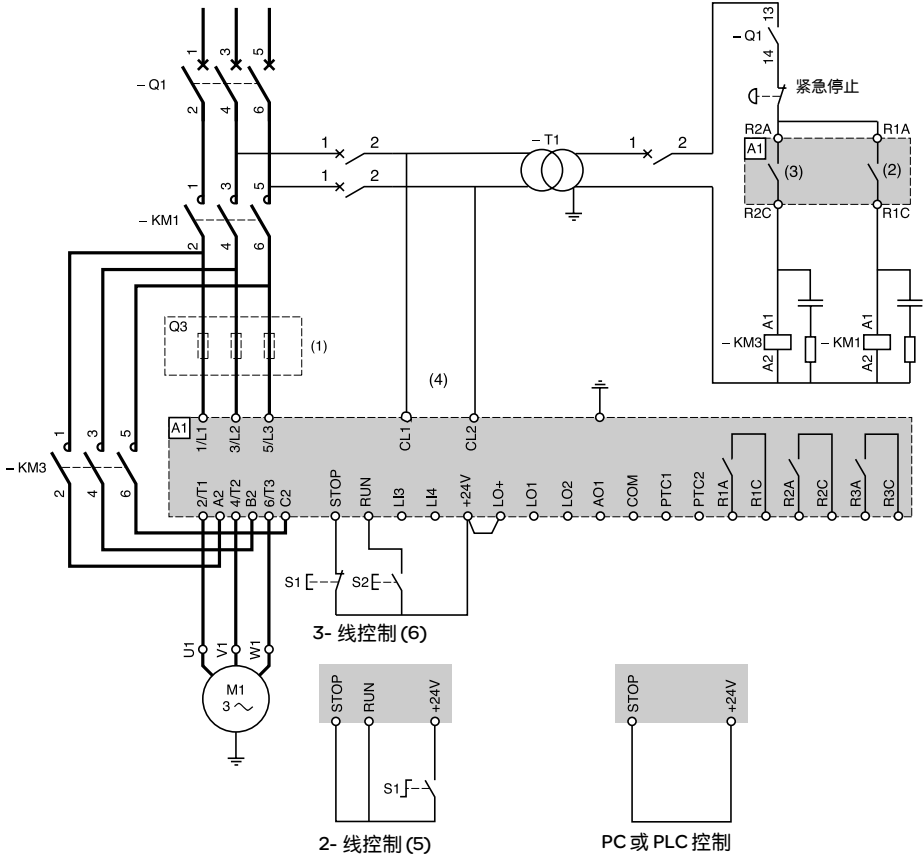 1 3 5
– Q1
2 4 6
1 2
1 2
– T1
1 2
13
– Q1
14
紧急停止
R2A R1A
A1
(3) (2)
R2C R1C
1 3 5
– KM1
2 4 6
Q3
(1)
(4)
A1 A1
– KM3 – KM1
A2 A2
A1
1/L1 3/L2 5/L3 CL1 CL2
1 3 5
– KM3
2 4 6
2/T1 A2 4/T2 B2 6/T3 C2 STOP RUN LI3 LI4 +24V LO+ LO1 LO2 AO1 COM PTC1 PTC2 R1A R1C R2A R2C R3A R3C
S1 S2
3- 线控制 (6)
U1 V1 W1
M1
3
STOP RUN +24V
S1
2- 线控制 (5)
STOP +24V
PC 或 PLC 控制